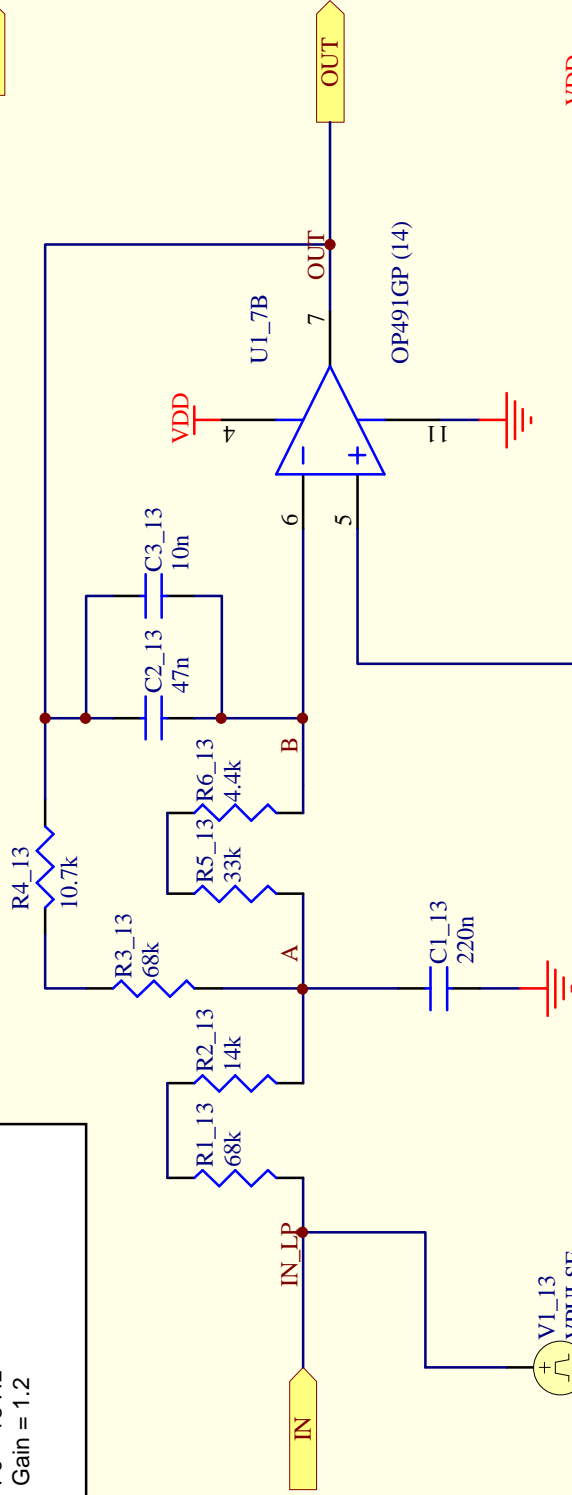 OUT
VDD
OUT
OP491GP (14)
U1_7B
7
VDD
4
11
6
5
C3_13
10n
C2_13
47n
B
R6_13
4.4k
R5_13
33k
R4_13
10.7k
A
R3_13
68k
C1_13
220n
R2_13
14k
R1_13
68k
IN_LP
V1_13
VPULSE
IN
Gain = 1.2